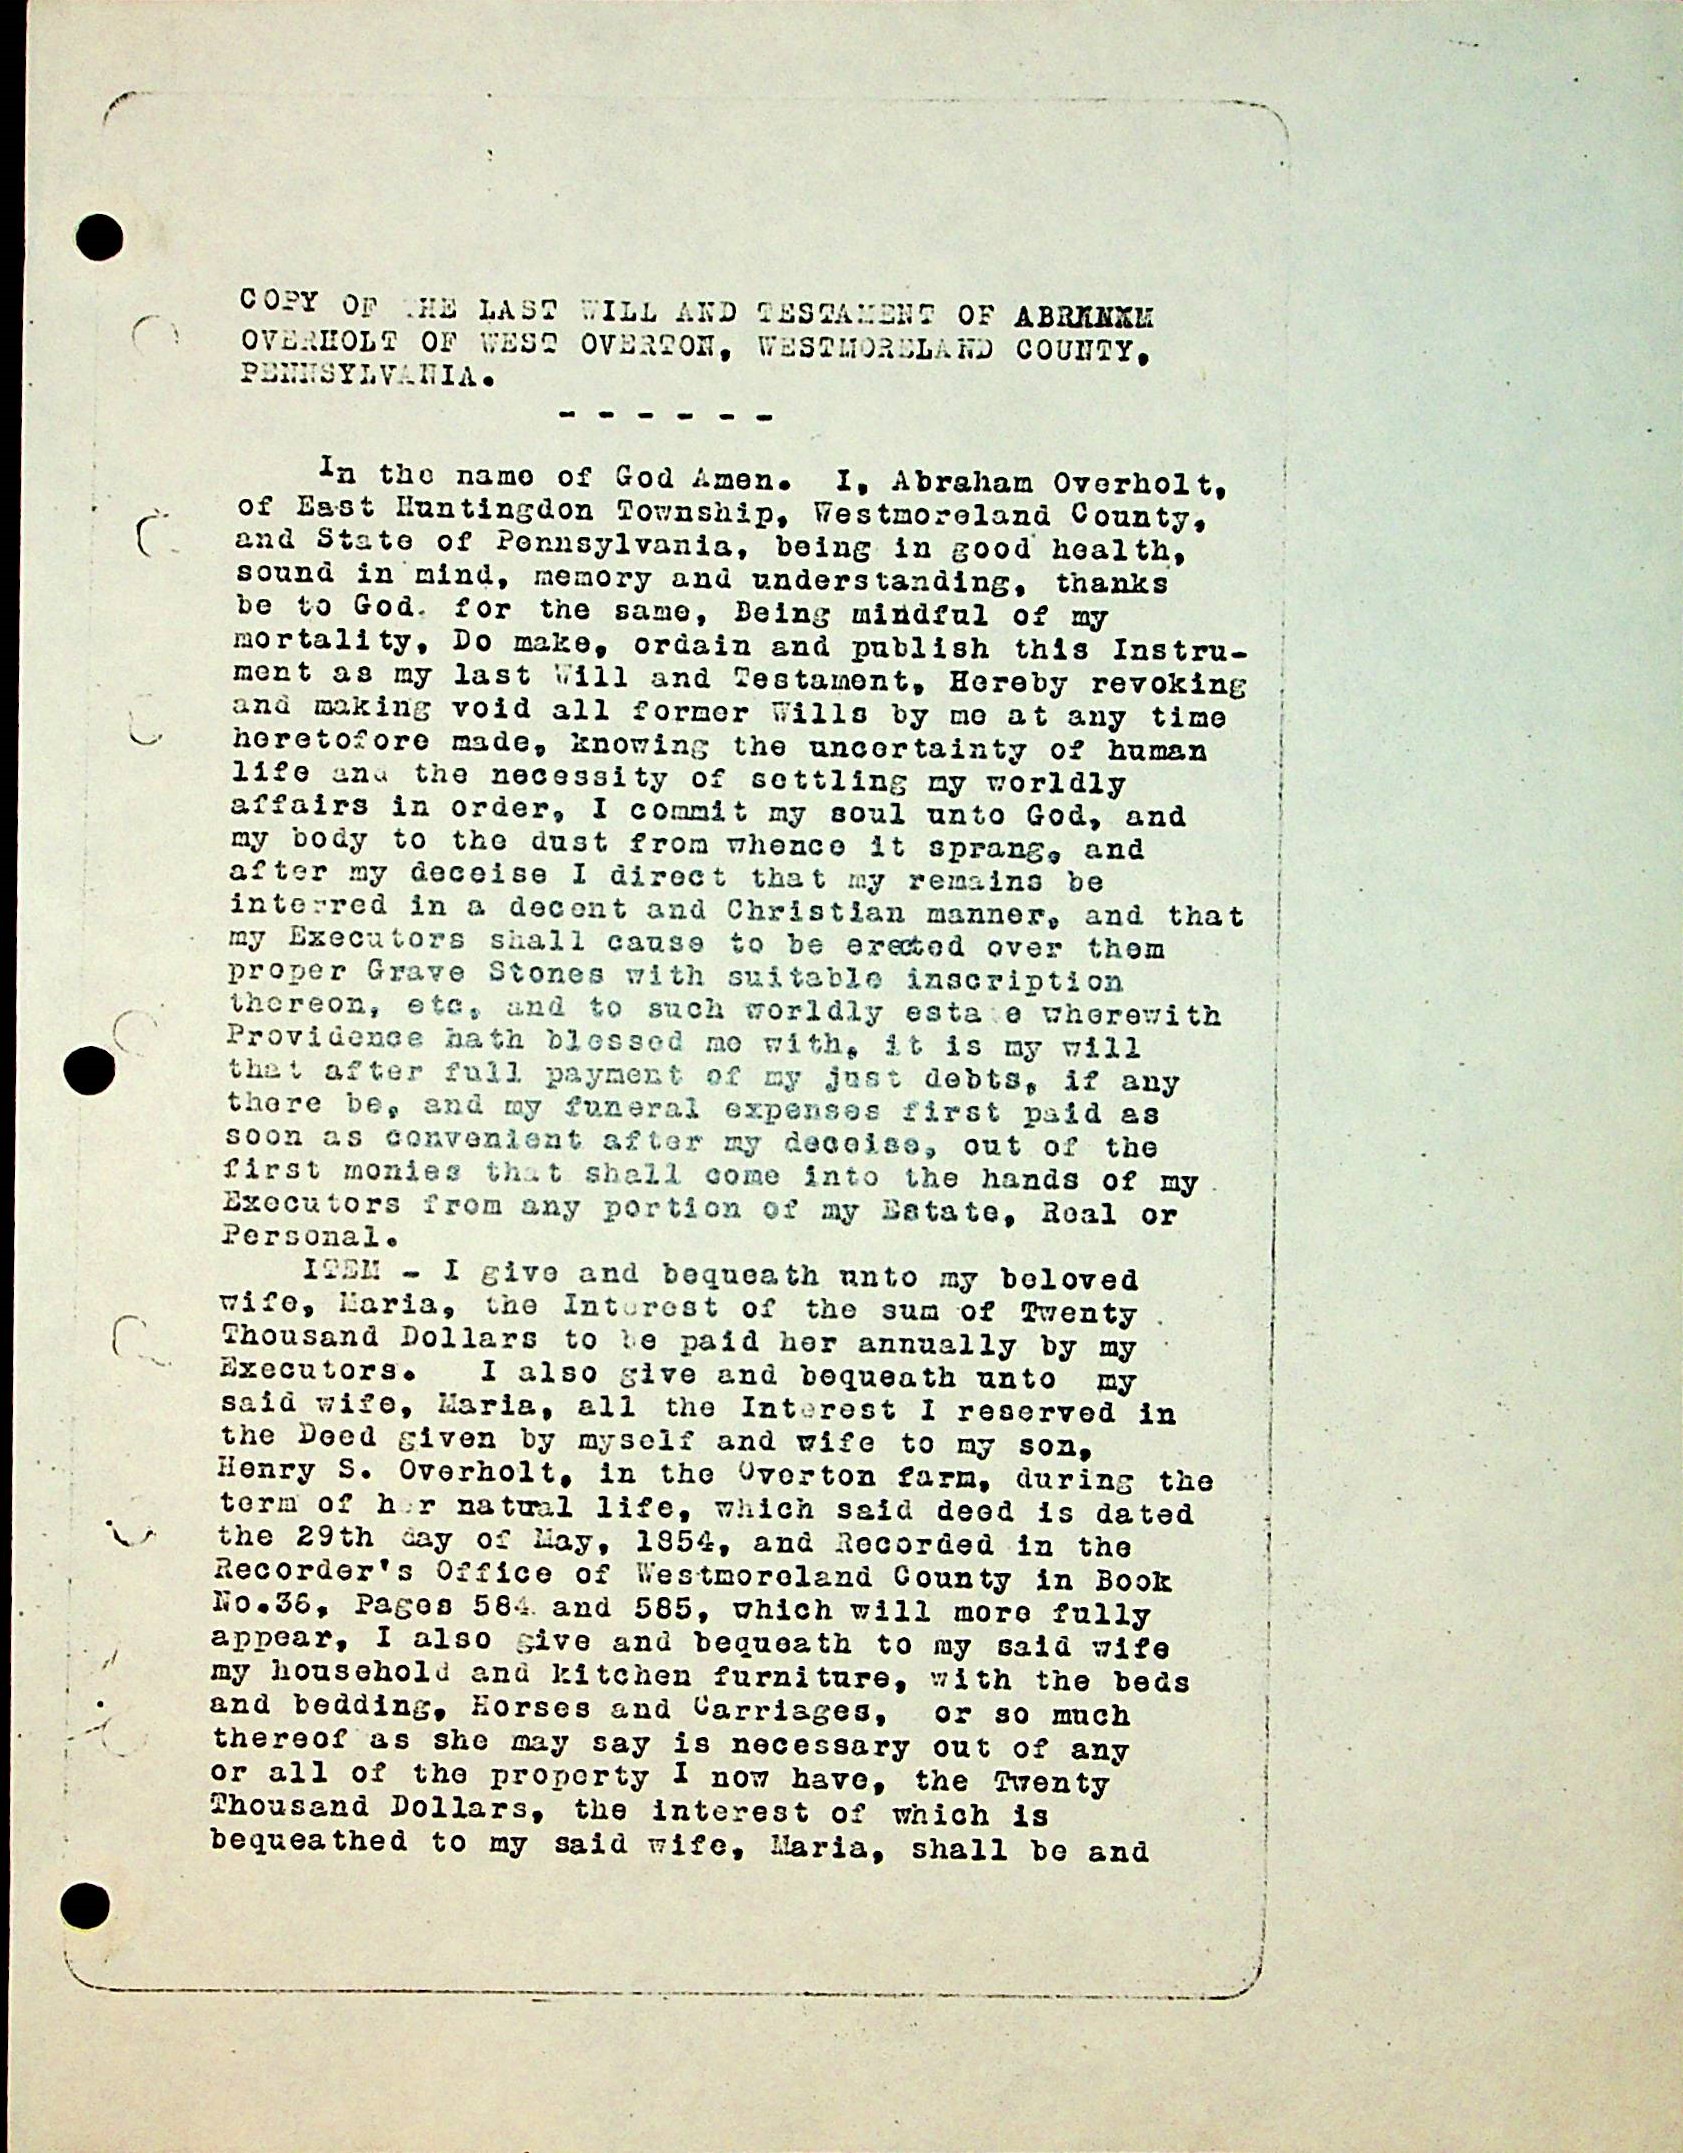 COPY OF THE LAST WILL AND TESTAMENT OF ABRAHAM
OVERHOLT OF WEST OVERTON, WESTMORELAND COUNTY,
PENNSYLVANIA.
- - - - - -
In the name of God Amen. I, Abraham Overholt,
of East Huntingdon Township, Westmoreland County,
and State of Pennsylvania, being in good health,
sound in mind, memory and understanding, thanks
be to God. for the same, Being mindful of my
mortality, Do make, ordain and publish this Instru-
ment as my last Will and Testament, Hereby revoking
and making void all former Wills by me at any time
heretofore made, knowing the uncertainty of human
life and the necessity of settling my worldly
affairs in order, I commit my soul unto God, and
my body to the dust from whence it sprang, and
after my deceise I direct that my remains be
interred in a decent and Christian manner, and that
my Executors shall cause to be erected over them
proper Grave Stones with suitable inscription
thereon, etc, and to such worldly estate wherewith
Providence hath blessed me with, it is my will
that after full payment of my just debts, if any
there be, and my funeral expenses first paid as
soon as convenient after my deceise, out of the
first monies that shall come into the hands of my
Executors from any portion of my Estate, Real or
Personal.
ITEM - I give and bequeath unto my beloved
wife, Maria, the Interest of the sum of Twenty
Thousand Dollars to be paid her annually by my
Executors. I also give and bequeath unto my
said wife, Maria, all the Interest I reserved in
the Deed given by myself and wife to my son,
Henry S. Overholt, in the Overton farm, during the
term of her natural life, which said deed is dated
the 29th day of May, 1854, and Recorded in the
Recorder's Office of Westmoreland County in Book
No.36, Pages 584 and 585, which will more fully
appear, I also give and bequeath to my said wife
my household and kitchen furniture, with the beds
and bedding, Horses and Carriages, or so much
thereof as she may say is necessary out of any
or all of the property I now have, the Twenty
Thousand Dollars, the interest of which is
bequeathed to my said wife, Maria, shall be and